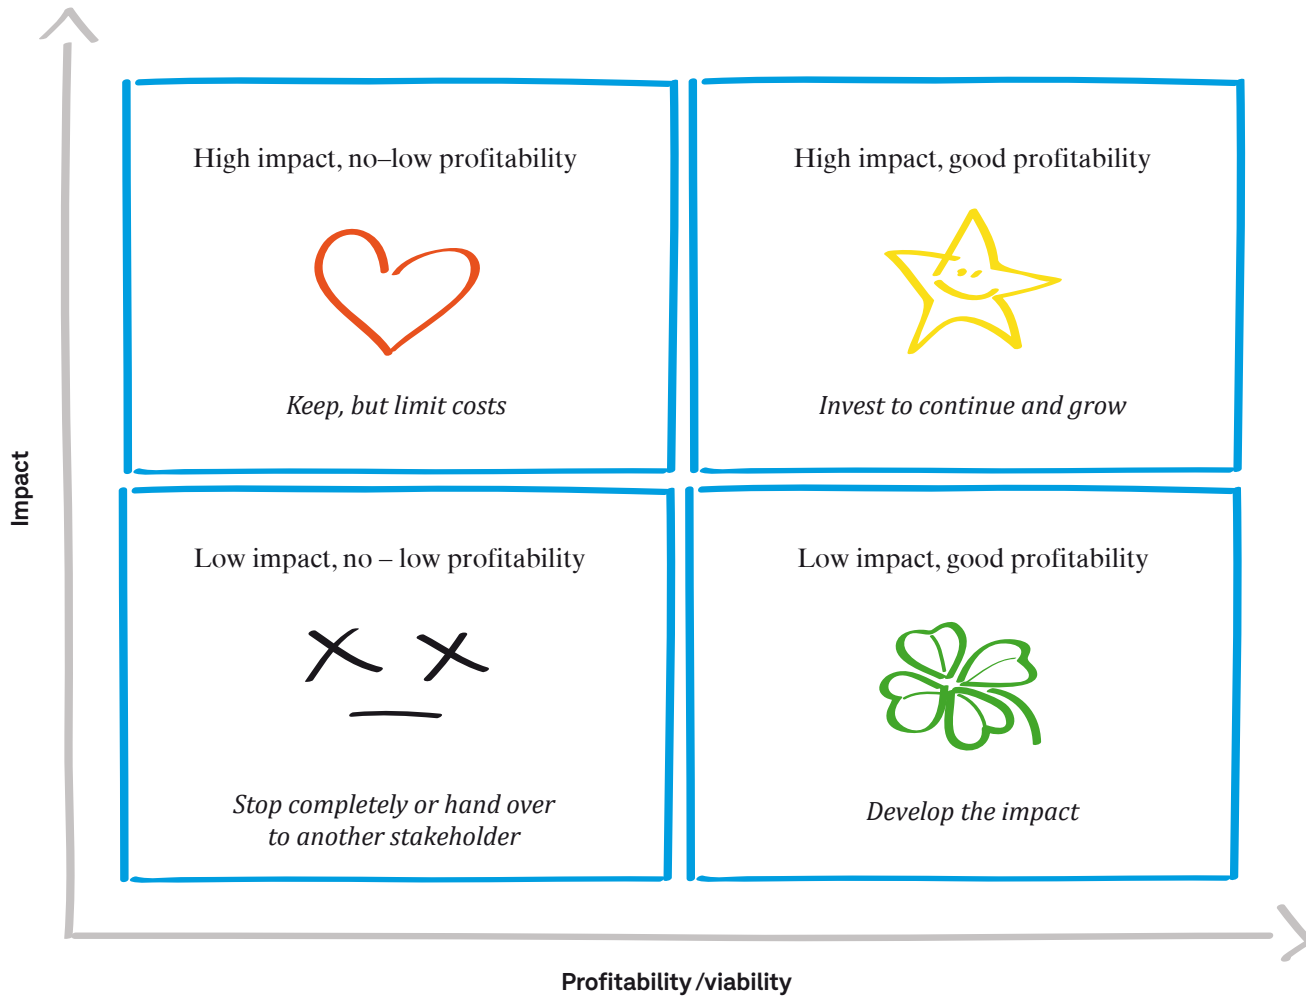 High impact, no–low profitability
Keep, but limit costs
High impact, good profitability
Invest to continue and grow
Low impact, no – low profitability
Stop completely or hand over
to another stakeholder
Low impact, good profitability
Develop the impact
Impact
Profitability/viability